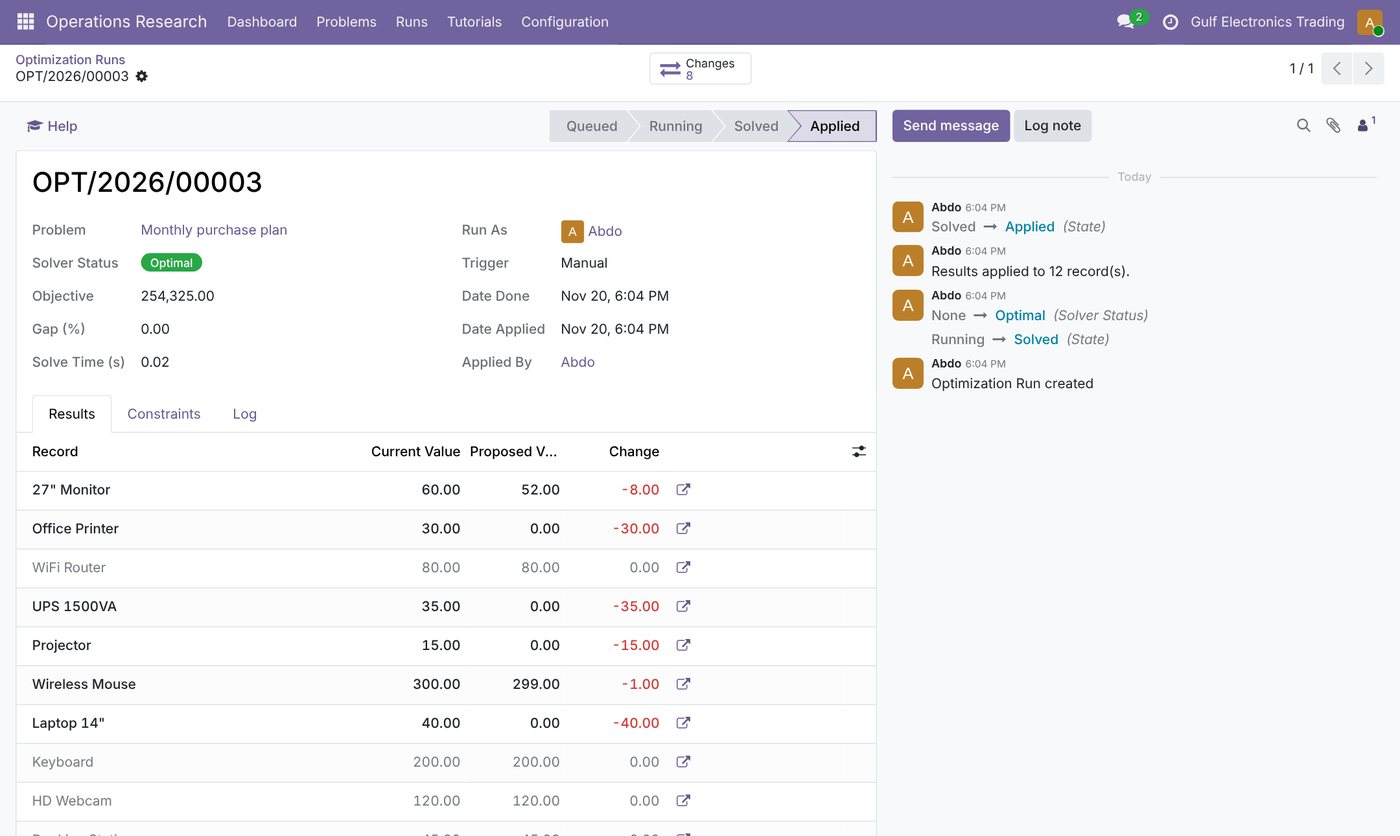 Operations Research Dashboard Problems Runs Tutorials Configuration 2 Gulf Electronics Trading A
Optimization Runs
OPT/2026/00003
Changes
8
1 / 1
Help
Queued Running Solved Applied
Send message Log note
1
OPT/2026/00003
Problem Monthly purchase plan
Solver Status Optimal
Objective 254,325.00
Gap (%) 0.00
Solve Time (s) 0.02
Run As A Abdo
Trigger Manual
Date Done Nov 20, 6:04 PM
Date Applied Nov 20, 6:04 PM
Applied By Abdo
Results Constraints Log
Record Current Value Proposed V... Change
27" Monitor 60.00 52.00 -8.00
Office Printer 30.00 0.00 -30.00
WiFi Router 80.00 80.00 0.00
UPS 1500VA 35.00 0.00 -35.00
Projector 15.00 0.00 -15.00
Wireless Mouse 300.00 299.00 -1.00
Laptop 14" 40.00 0.00 -40.00
Keyboard 200.00 200.00 0.00
HD Webcam 120.00 120.00 0.00
Today
A Abdo 6:04 PM
Solved → Applied (State)
A Abdo 6:04 PM
Results applied to 12 record(s).
A Abdo 6:04 PM
None → Optimal (Solver Status)
Running → Solved (State)
A Abdo 6:04 PM
Optimization Run created